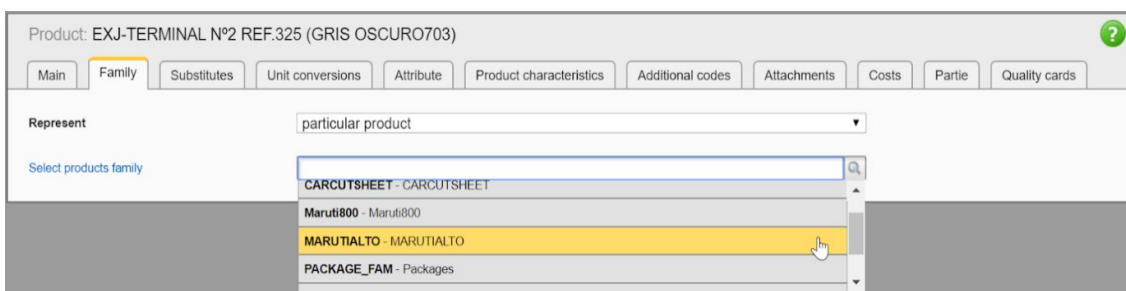 Product: EXJ-TERMINAL Nº2 REF.325 (GRIS OSCURO703)
?
Main Family Substitutes Unit conversions Attribute Product characteristics Additional codes Attachments Costs Partie Quality cards
Represent particular product
Select products family
CARCUTSHEET - CARCUTSHEET
Maruti800 - Maruti800
MARUTIALTO - MARUTIALTO
PACKAGE_FAM - Packages